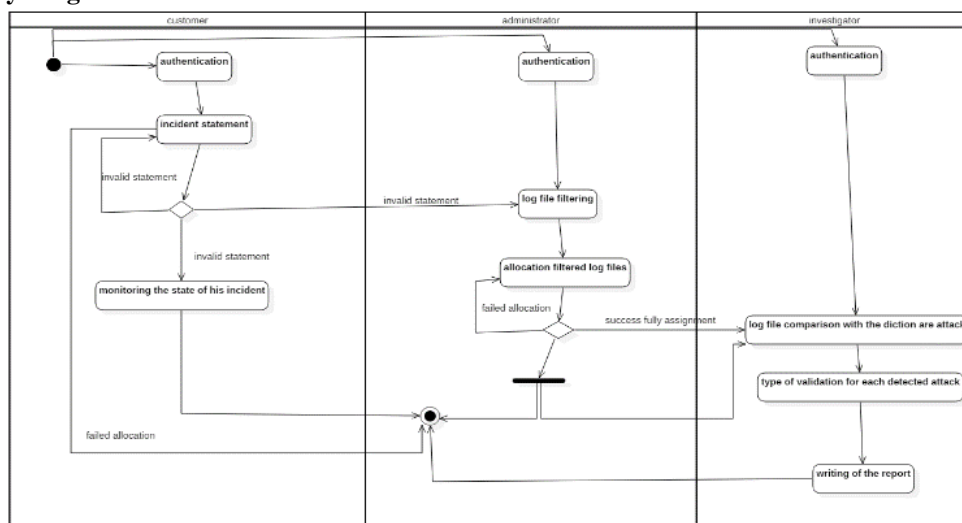 customer
administrator
investigator
authentication
authentication
authentication
incident statement
invalid statement
invalid statement
log file filtering
invalid statement
allocation filtered log files
monitoring the state of his incident
failed allocation
success fully assignment
log file comparison with the diction are attack
type of validation for each detected attack
failed allocation
writing of the report